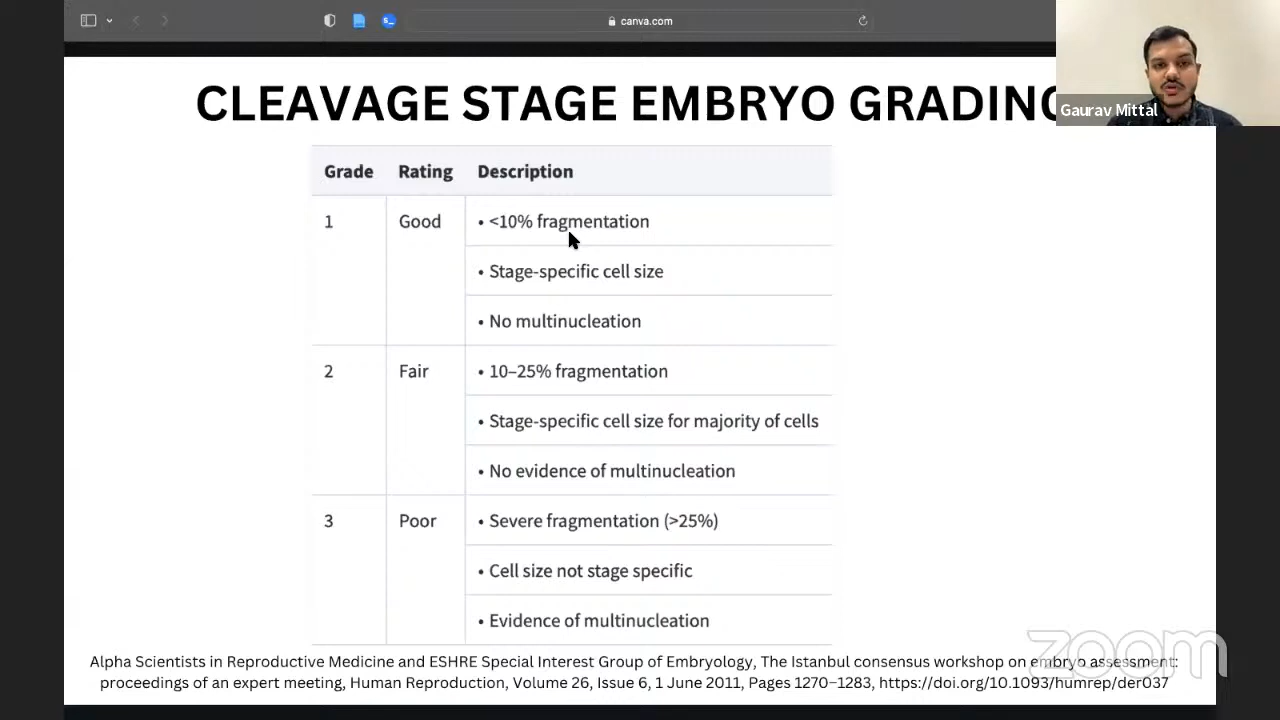 canva.com
Gaurav Mittal
CLEAVAGE STAGE EMBRYO GRADING
Grade Rating Description
1 Good • <10% fragmentation
• Stage-specific cell size
• No multinucleation
2 Fair • 10–25% fragmentation
• Stage-specific cell size for majority of cells
• No evidence of multinucleation
3 Poor • Severe fragmentation (>25%)
• Cell size not stage specific
• Evidence of multinucleation
zoom
Alpha Scientists in Reproductive Medicine and ESHRE Special Interest Group of Embryology, The Istanbul consensus workshop on embryo assessment:
proceedings of an expert meeting, Human Reproduction, Volume 26, Issue 6, 1 June 2011, Pages 1270–1283, https://doi.org/10.1093/humrep/der037